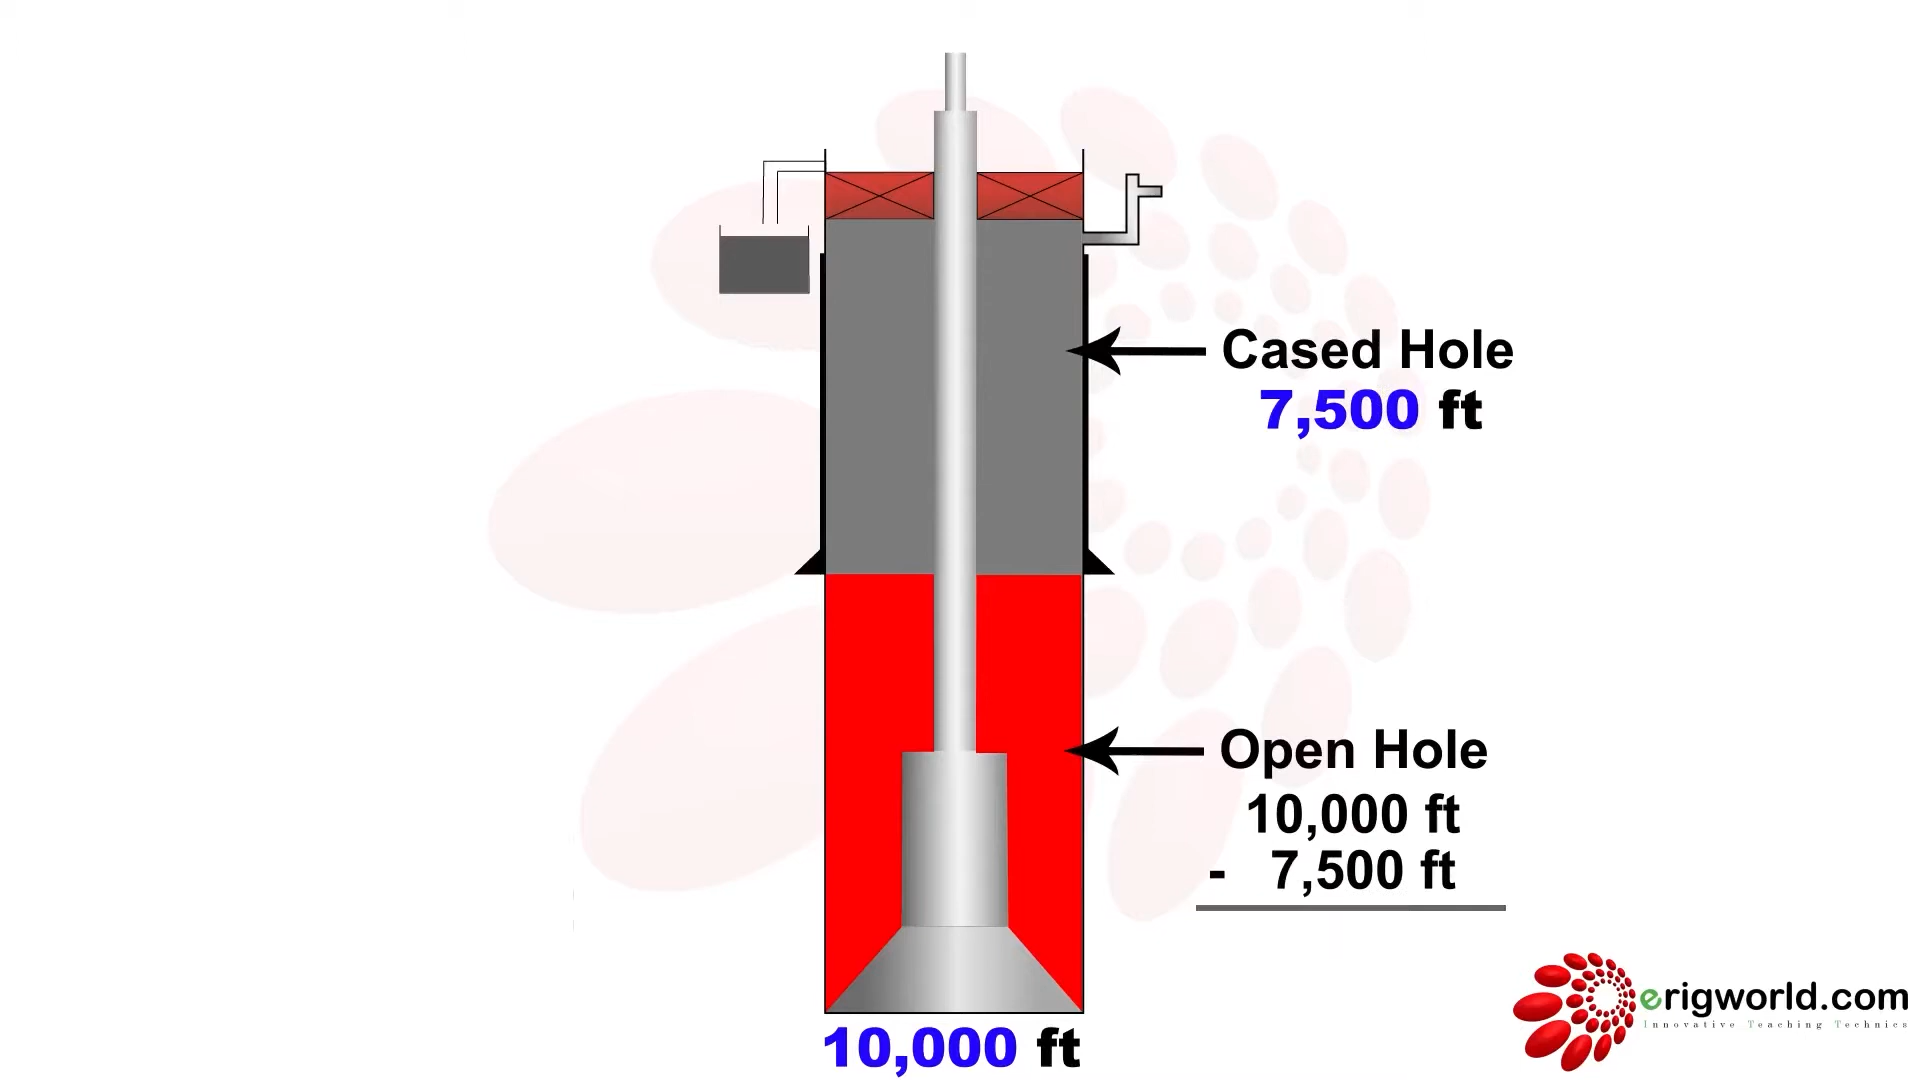 Cased Hole
7,500 ft
Open Hole
10,000 ft
- 7,500 ft
10,000 ft
erigworld.com
Innovative Teaching Technics